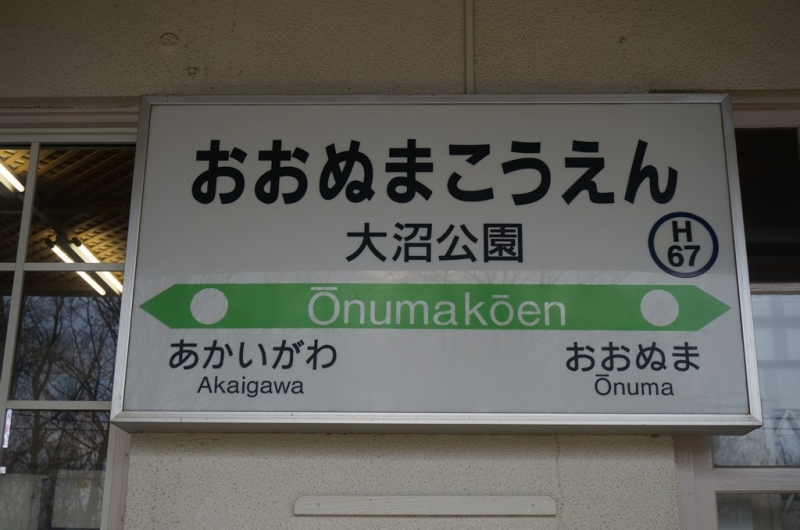 おおぬまこうえん
大沼公園
H
67
Ōnumakōen
あかいがわ
おおぬま
Akaigawa
Ōnuma